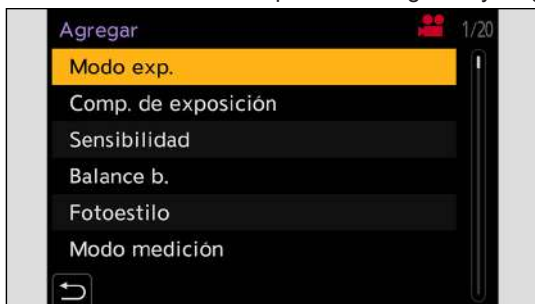 Agregar 1/20
Modo exp.
Comp. de exposición
Sensibilidad
Balance b.
Fotoestilo
Modo medición